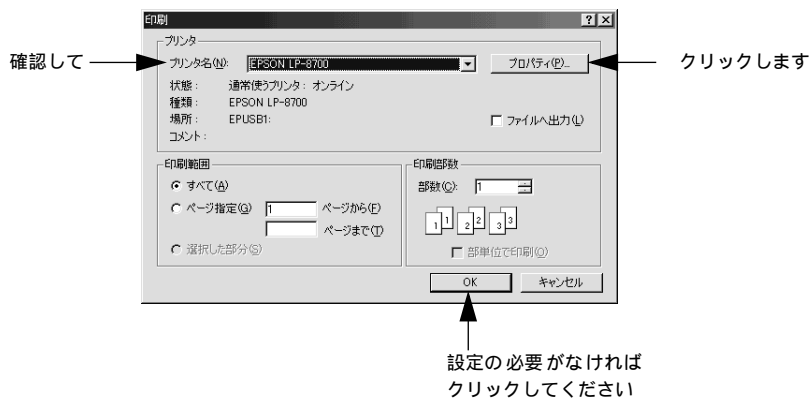 印刷
プリンタ
確認して
プリンタ名(N):
EPSON LP-8700
プロパティ(P)...
クリックします
状態: 通常使うプリンタ: オンライン
種類: EPSON LP-8700
場所: EPUSB1:
ファイルへ出力(L)
コメント:
印刷範囲
すべて(A)
ページ指定(G) 1 ページから(F)
ページまで(T)
選択した部分(S)
印刷部数
部数(C): 1
1 1 2 2 3 3
部単位で印刷(O)
OK
キャンセル
設定の必要がなければ
クリックしてください